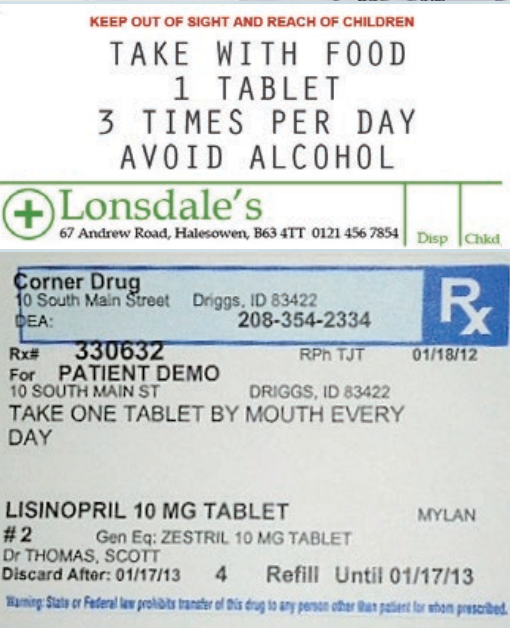 KEEP OUT OF SIGHT AND REACH OF CHILDREN
TAKE WITH FOOD
1 TABLET
3 TIMES PER DAY
AVOID ALCOHOL
Lonsdale's
67 Andrew Road, Halesowen, B63 4TT 0121 456 7854
Disp Chkd
Corner Drug
10 South Main Street Driggs, ID 83422
DEA: 208-354-2334
Rx
Rx# 330632 RPh TJT 01/18/12
For PATIENT DEMO
10 SOUTH MAIN ST DRIGGS, ID 83422
TAKE ONE TABLET BY MOUTH EVERY
DAY
LISINOPRIL 10 MG TABLET MYLAN
#2 Gen Eq: ZESTRIL 10 MG TABLET
Dr THOMAS, SCOTT
Discard After: 01/17/13 4 Refill Until 01/17/13
Warning: State or Federal law prohibits transfer of this drug to any person other than patient for whom prescribed.